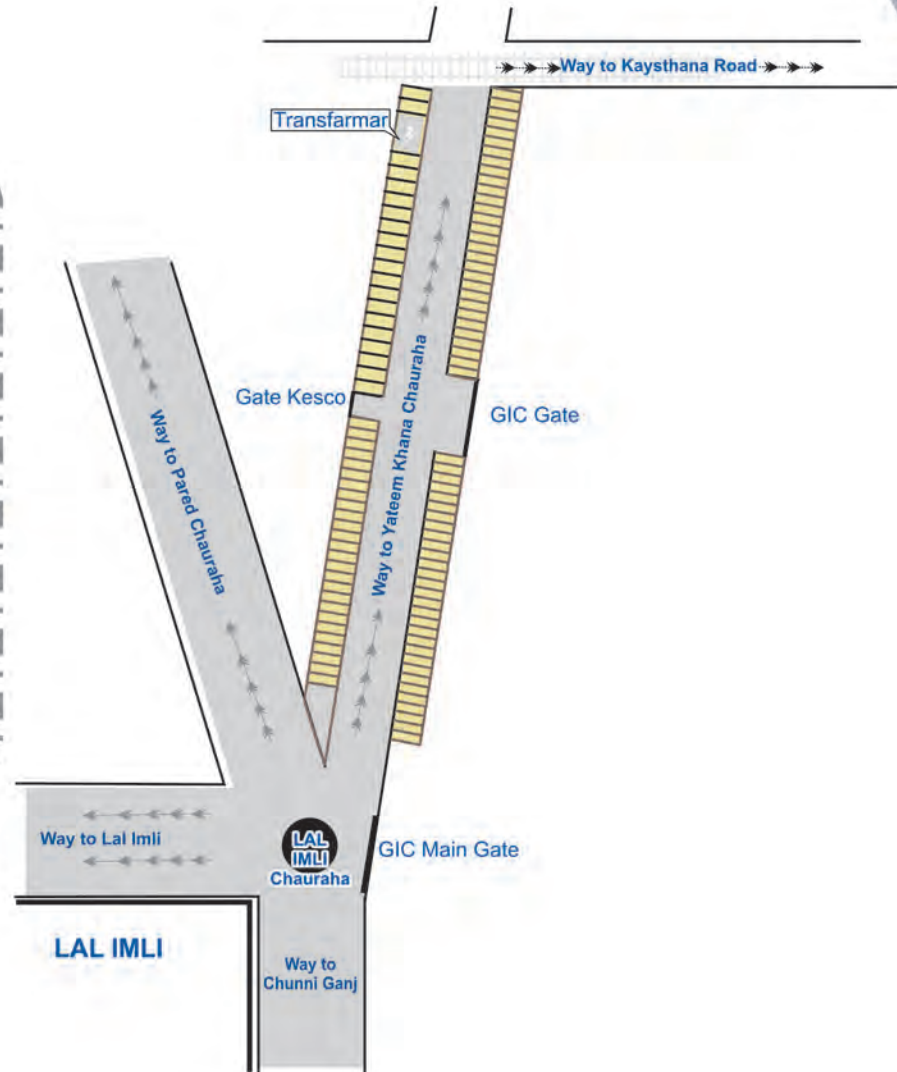 Way to Kaysthana Road
Transfarmar
Gate Kesco
GIC Gate
Way to Pared Chauraha
Way to Yateem Khana Chauraha
Way to Lal Imli
LAL
IMLI
Chauraha
GIC Main Gate
LAL IMLI
Way to
Chunni Ganj